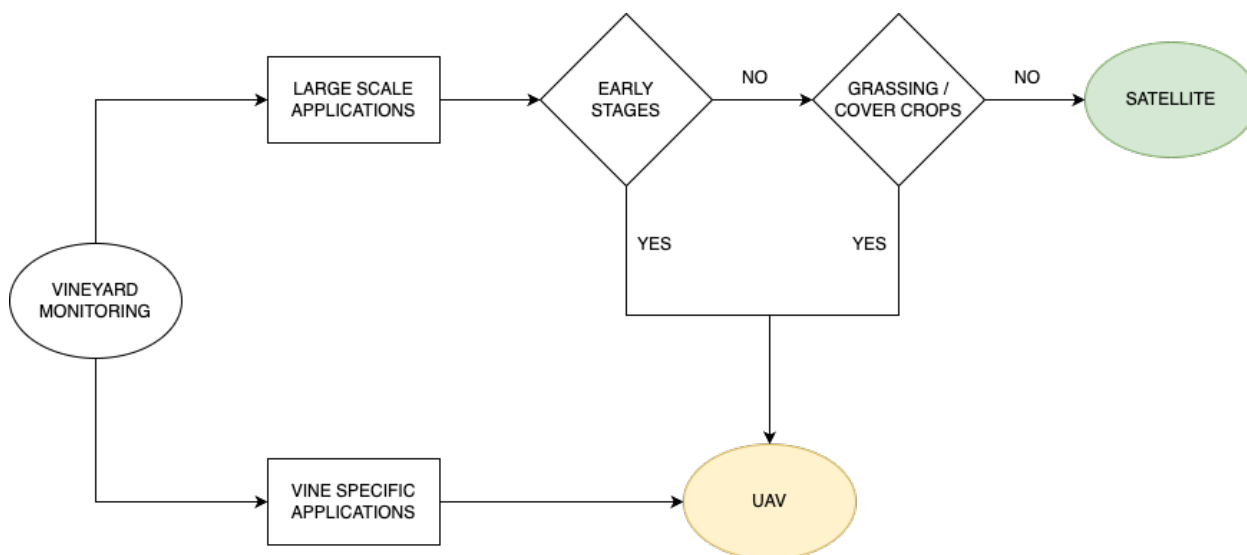 LARGE SCALE
APPLICATIONS
EARLY
STAGES
NO
GRASSING /
COVER CROPS
NO
SATELLITE
YES
YES
VINEYARD
MONITORING
VINE SPECIFIC
APPLICATIONS
UAV